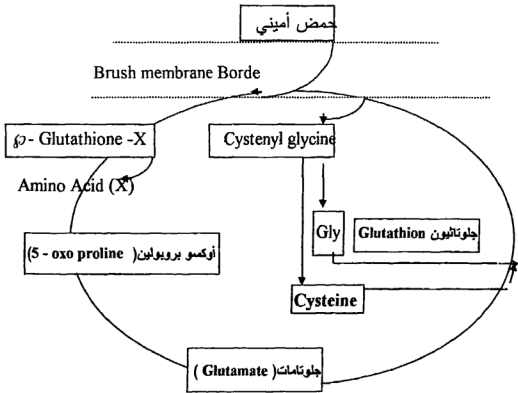 حمض أميني
Brush membrane Borde
℘ - Glutathione -X
Cystenyl glycine
Amino Acid (X)
Gly
Glutathion جلوتاثيون
أوكسو بروبولين( 5 - oxo proline)
Cysteine
جلوتامات( Glutamate )